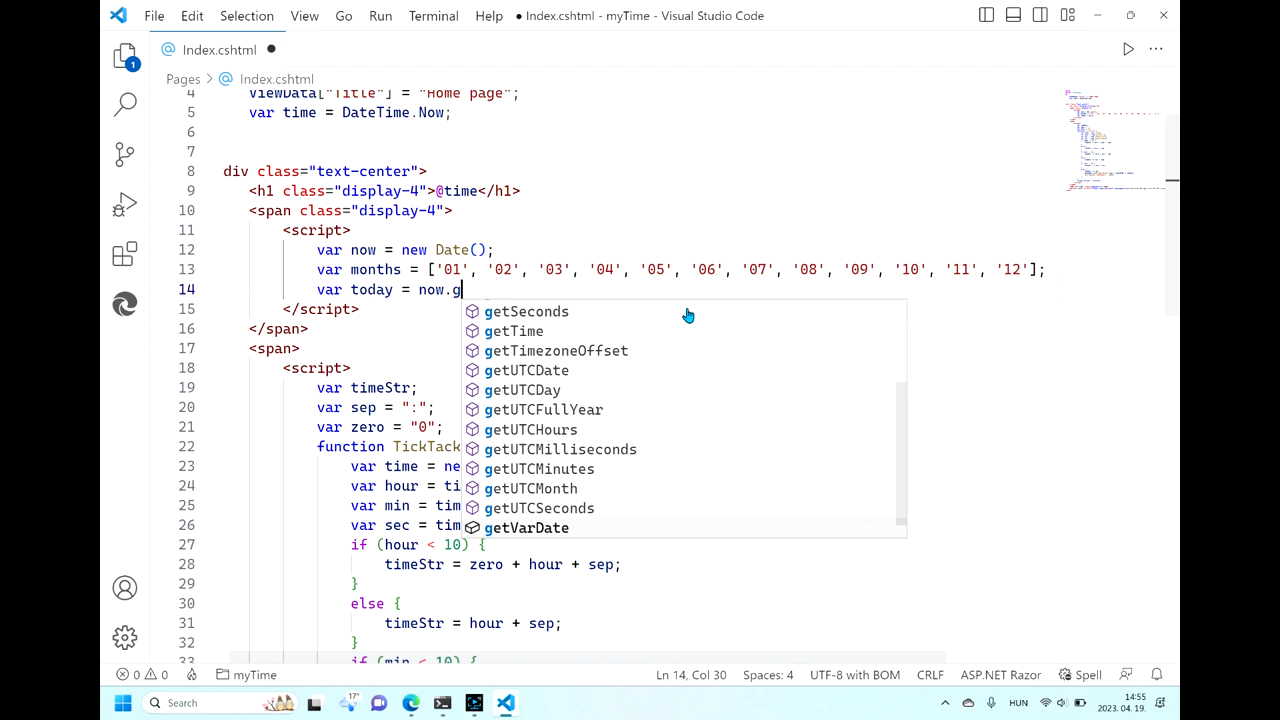 File Edit Selection View Go Run Terminal Help ● Index.cshtml - myTime - Visual Studio Code
Index.cshtml ●
Pages > Index.cshtml
1
4 ViewData["Title"] = "Home page";
5 var time = DateTime.Now;
6
7
8 div class="text-center">
9 <h1 class="display-4">@time</h1>
10 <span class="display-4">
11 <script>
12 var now = new Date();
13 var months = ['01', '02', '03', '04', '05', '06', '07', '08', '09', '10', '11', '12'];
14 var today = now.g
15 </script>
16 </span>
17 <span>
18 <script>
19 var timeStr;
20 var sep = ":";
21 var zero = "0";
22 function TickTack
23 var time = ne
24 var hour = ti
25 var min = tim
26 var sec = tim
27 if (hour < 10) {
28 timeStr = zero + hour + sep;
29 }
30 else {
31 timeStr = hour + sep;
32 }
33 if (min < 10) {
getSeconds
getTime
getTimezoneOffset
getUTCDate
getUTCDay
getUTCFullYear
getUTCHours
getUTCMilliseconds
getUTCMinutes
getUTCMonth
getUTCSeconds
getVarDate
0 0 myTime Ln 14, Col 30 Spaces: 4 UTF-8 with BOM CRLF ASP.NET Razor Spell
Search 17° HUN 14:55
2023. 04. 19.